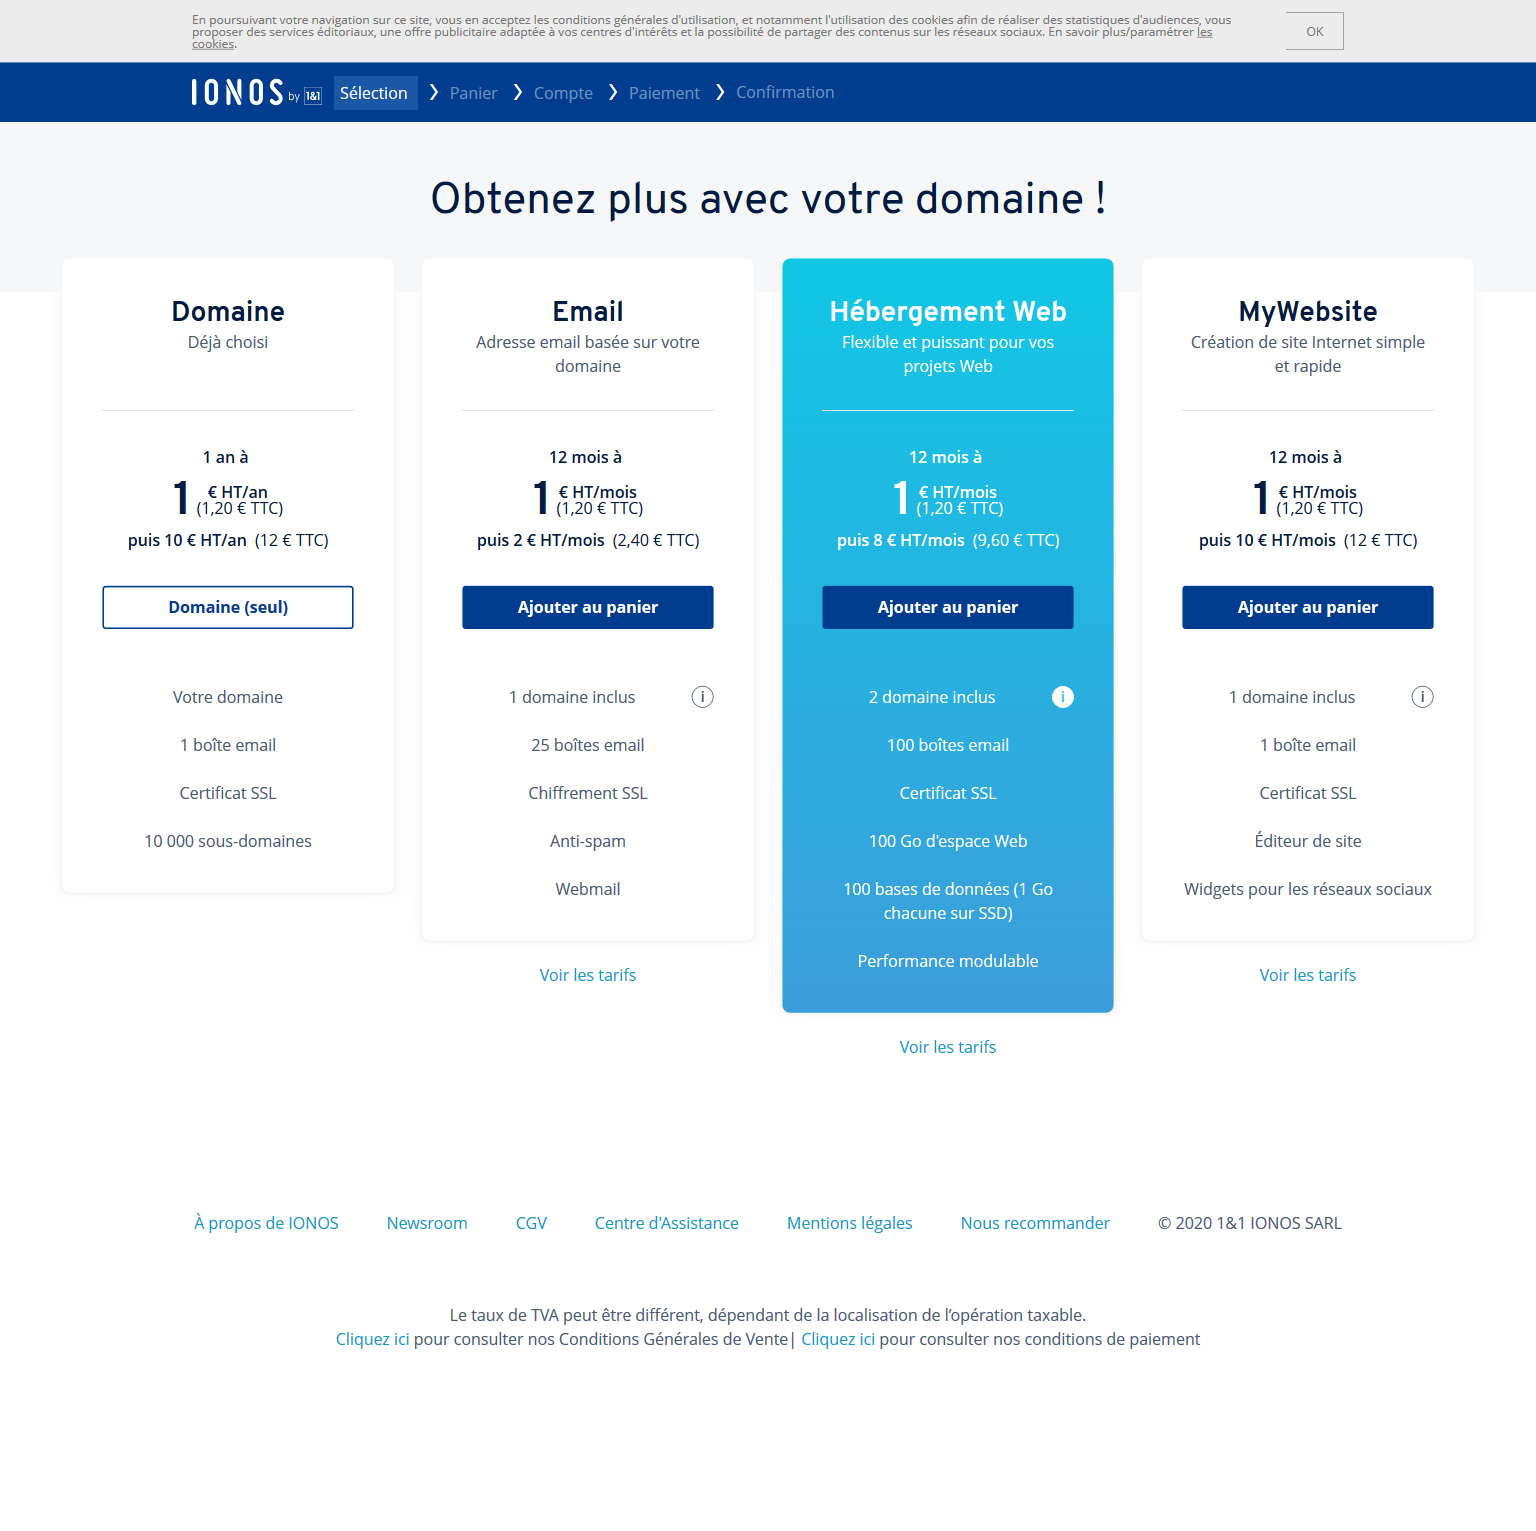 En poursuivant votre navigation sur ce site, vous en acceptez les conditions générales d'utilisation, et notamment l'utilisation des cookies afin de réaliser des statistiques d'audiences, vous
proposer des services éditoriaux, une offre publicitaire adaptée à vos centres d'intérêts et la possibilité de partager des contenus sur les réseaux sociaux. En savoir plus/paramétrer les
cookies.
OK
IONOS by 1&1
Sélection
Panier
Compte
Paiement
Confirmation
Obtenez plus avec votre domaine !
Domaine
Déjà choisi
1 an à
1 € HT/an
(1,20 € TTC)
puis 10 € HT/an (12 € TTC)
Domaine (seul)
Votre domaine
1 boîte email
Certificat SSL
10 000 sous-domaines
Email
Adresse email basée sur votre
domaine
12 mois à
1 € HT/mois
(1,20 € TTC)
puis 2 € HT/mois (2,40 € TTC)
Ajouter au panier
1 domaine inclus i
25 boîtes email
Chiffrement SSL
Anti-spam
Webmail
Voir les tarifs
Hébergement Web
Flexible et puissant pour vos
projets Web
12 mois à
1 € HT/mois
(1,20 € TTC)
puis 8 € HT/mois (9,60 € TTC)
Ajouter au panier
2 domaine inclus i
100 boîtes email
Certificat SSL
100 Go d'espace Web
100 bases de données (1 Go
chacune sur SSD)
Performance modulable
Voir les tarifs
MyWebsite
Création de site Internet simple
et rapide
12 mois à
1 € HT/mois
(1,20 € TTC)
puis 10 € HT/mois (12 € TTC)
Ajouter au panier
1 domaine inclus i
1 boîte email
Certificat SSL
Éditeur de site
Widgets pour les réseaux sociaux
Voir les tarifs
À propos de IONOS
Newsroom
CGV
Centre d'Assistance
Mentions légales
Nous recommander
© 2020 1&1 IONOS SARL
Le taux de TVA peut être différent, dépendant de la localisation de l’opération taxable.
Cliquez ici pour consulter nos Conditions Générales de Vente| Cliquez ici pour consulter nos conditions de paiement